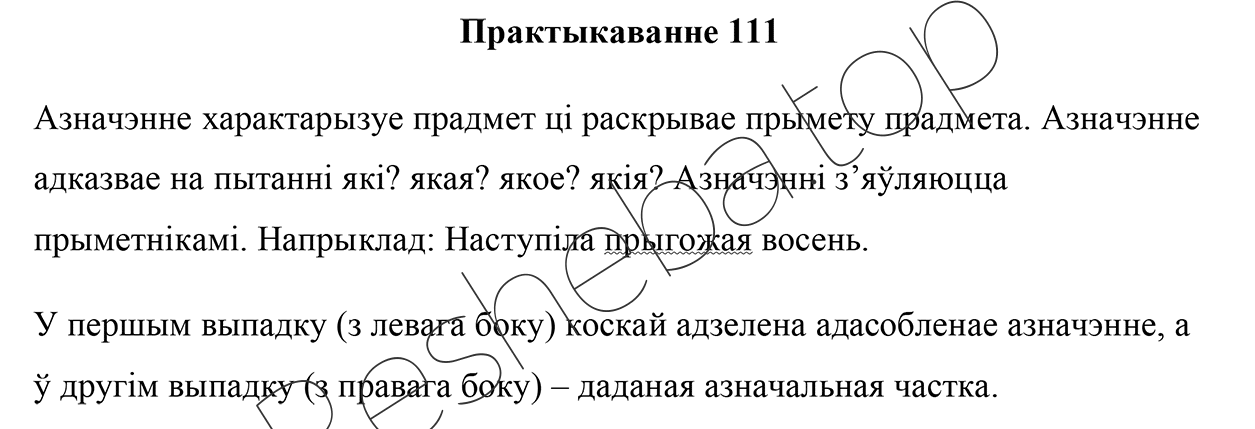 Практыкаванне 111
Азначэнне характарызуе прадмет ці раскрывае прымету прадмета. Азначэнне
адказвае на пытанні які? якая? якое? якія? Азначэнні з’яўляюцца
прыметнікамі. Напрыклад: Наступіла прыгожая восень.
У першым выпадку (з левага боку) коскай адзелена адасобленае азначэнне, а
ў другім выпадку (з правага боку) – даданая азначальная частка.
Resheba top